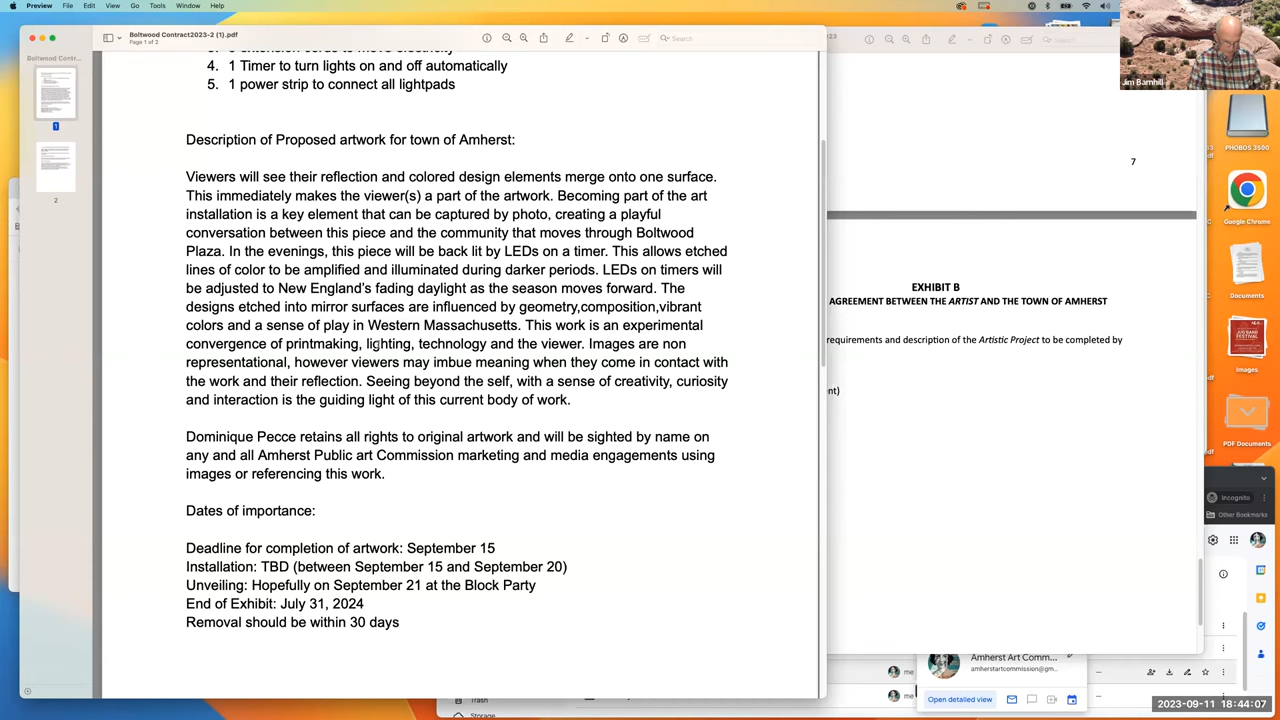 Preview File Edit View Go Tools Window Help
Boltwood Contract2023-2 (1).pdf
Page 1 of 2
Search
Search
Jim Barnhill
Boltwood Contr...
1
2
4. 1 Timer to turn lights on and off automatically
5. 1 power strip to connect all lightpads
Description of Proposed artwork for town of Amherst:
Viewers will see their reflection and colored design elements merge onto one surface.
This immediately makes the viewer(s) a part of the artwork. Becoming part of the art
installation is a key element that can be captured by photo, creating a playful
conversation between this piece and the community that moves through Boltwood
Plaza. In the evenings, this piece will be back lit by LEDs on a timer. This allows etched
lines of color to be amplified and illuminated during darker periods. LEDs on timers will
be adjusted to New England's fading daylight as the season moves forward. The
designs etched into mirror surfaces are influenced by geometry,composition,vibrant
colors and a sense of play in Western Massachusetts. This work is an experimental
convergence of printmaking, lighting, technology and the viewer. Images are non
representational, however viewers may imbue meaning when they come in contact with
the work and their reflection. Seeing beyond the self, with a sense of creativity, curiosity
and interaction is the guiding light of this current body of work.
Dominique Pecce retains all rights to original artwork and will be sighted by name on
any and all Amherst Public art Commission marketing and media engagements using
images or referencing this work.
Dates of importance:
Deadline for completion of artwork: September 15
Installation: TBD (between September 15 and September 20)
Unveiling: Hopefully on September 21 at the Block Party
End of Exhibit: July 31, 2024
Removal should be within 30 days
7
EXHIBIT B
AGREEMENT BETWEEN THE ARTIST AND THE TOWN OF AMHERST
requirements and description of the Artistic Project to be completed by
nt)
PHOBOS 3600
Google Chrome
Documents
Images
PDF Documents
Incognito
Other Bookmarks
Amherst Art Comm...
amherstartcommission@gm...
Open detailed view
me
me
Trash
Storage
2023-09-11 18:44:07